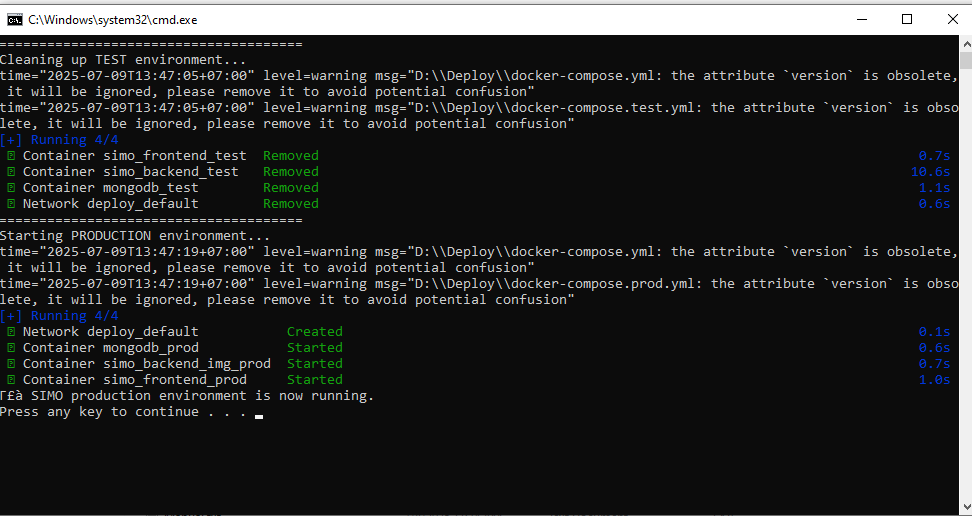 C:\Windows\system32\cmd.exe
======================================
Cleaning up TEST environment...
time="2025-07-09T13:47:05+07:00" level=warning msg="D:\\Deploy\\docker-compose.yml: the attribute `version` is obsolete,
it will be ignored, please remove it to avoid potential confusion"
time="2025-07-09T13:47:05+07:00" level=warning msg="D:\\Deploy\\docker-compose.test.yml: the attribute `version` is obso
lete, it will be ignored, please remove it to avoid potential confusion"
[+] Running 4/4
Container simo_frontend_test Removed 0.7s
Container simo_backend_test Removed 10.6s
Container mongodb_test Removed 1.1s
Network deploy_default Removed 0.6s
======================================
Starting PRODUCTION environment...
time="2025-07-09T13:47:19+07:00" level=warning msg="D:\\Deploy\\docker-compose.yml: the attribute `version` is obsolete,
it will be ignored, please remove it to avoid potential confusion"
time="2025-07-09T13:47:19+07:00" level=warning msg="D:\\Deploy\\docker-compose.prod.yml: the attribute `version` is obso
lete, it will be ignored, please remove it to avoid potential confusion"
[+] Running 4/4
Network deploy_default Created 0.1s
Container mongodb_prod Started 0.6s
Container simo_backend_img_prod Started 0.7s
Container simo_frontend_prod Started 1.0s
Γ£à SIMO production environment is now running.
Press any key to continue . . .